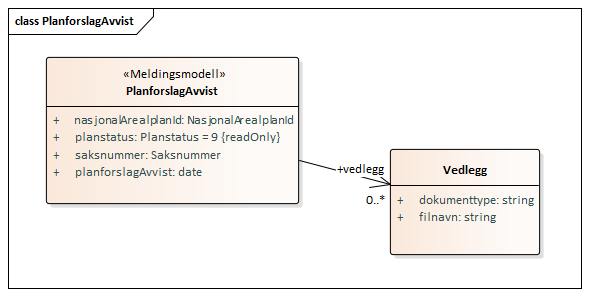 class PlanforslagAvvist
«Meldingsmodell»
PlanforslagAvvist
+ nasjonalArealplanId: NasjonalArealplanId
+ planstatus: Planstatus = 9 {readOnly}
+ saksnummer: Saksnummer
+ planforslagAvvist: date
+vedlegg
0..*
Vedlegg
+ dokumenttype: string
+ filnavn: string